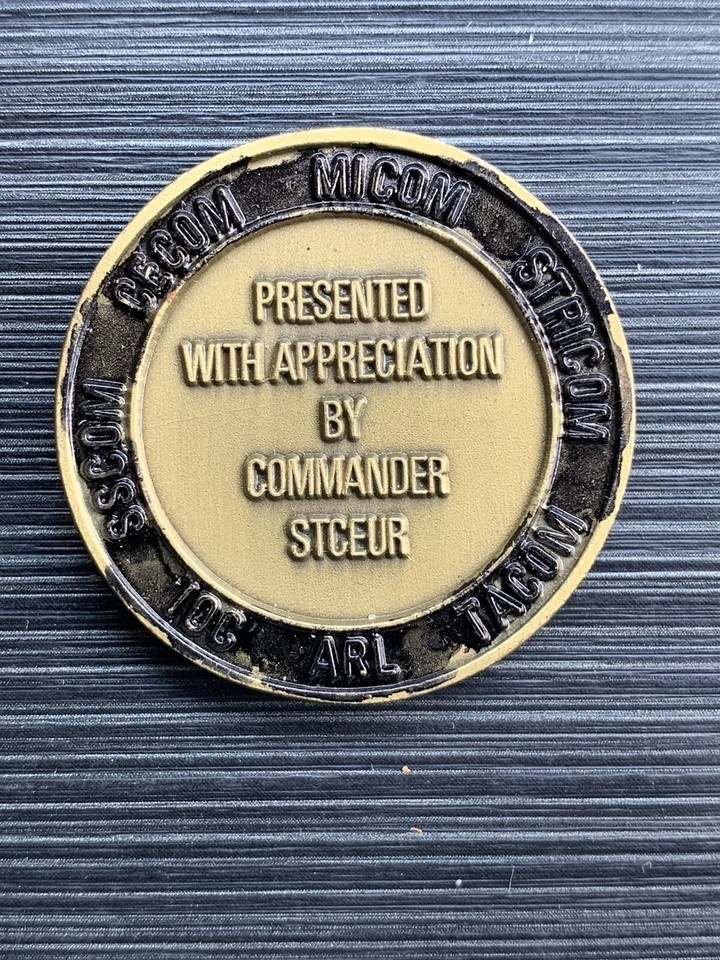 MICOM
STRICOM
TACOM
ARL
IOC
SSCOM
CECOM
PRESENTED
WITH APPRECIATION
BY
COMMANDER
STCEUR